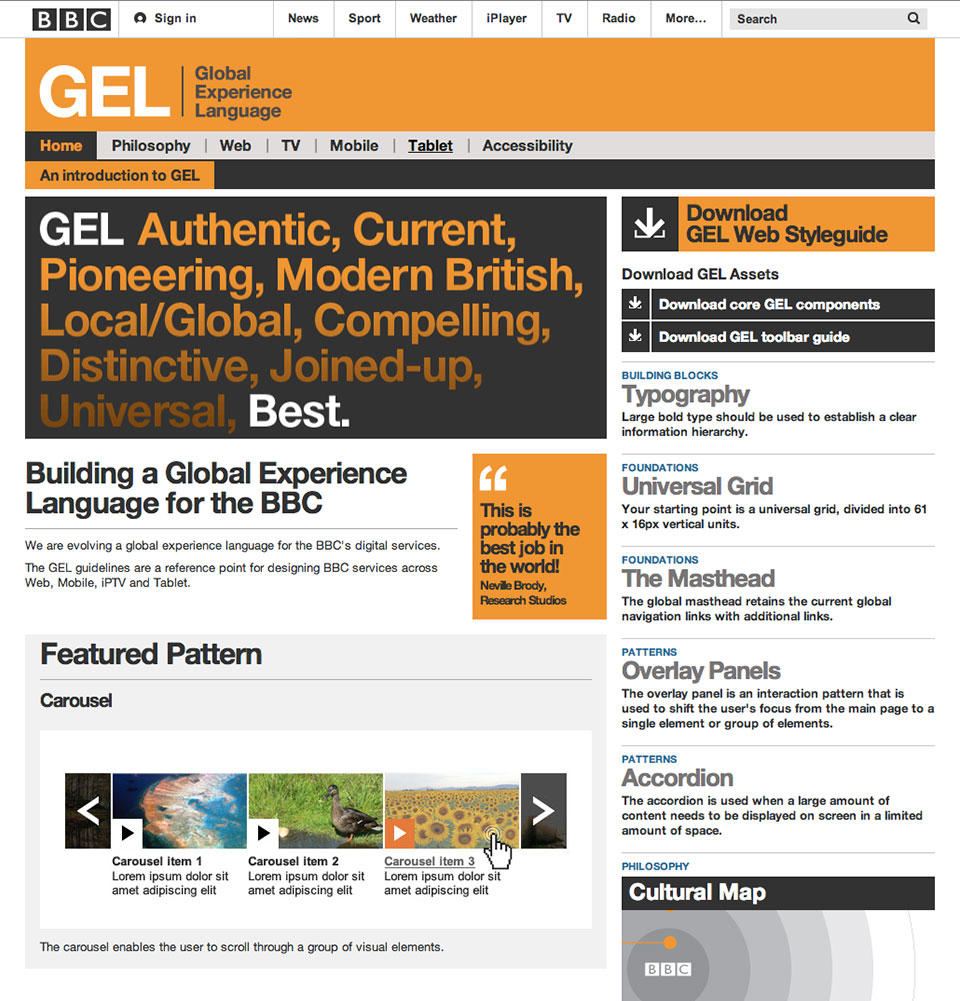 BBC
Sign in
News
Sport
Weather
iPlayer
TV
Radio
More...
Search
GEL
Global
Experience
Language
Home
Philosophy
Web
TV
Mobile
Tablet
Accessibility
An introduction to GEL
GEL Authentic, Current,
Pioneering, Modern British,
Local/Global, Compelling,
Distinctive, Joined-up,
Universal, Best.
Building a Global Experience
Language for the BBC
We are evolving a global experience language for the BBC's digital services.
The GEL guidelines are a reference point for designing BBC services across
Web, Mobile, iPTV and Tablet.
“
This is
probably the
best job in
the world!
Neville Brody,
Research Studios
Featured Pattern
Carousel
Carousel item 1
Lorem ipsum dolor sit
amet adipiscing elit
Carousel item 2
Lorem ipsum dolor sit
amet adipiscing elit
Carousel item 3
Lorem ipsum dolor sit
amet adipiscing elit
The carousel enables the user to scroll through a group of visual elements.
Download
GEL Web Styleguide
Download GEL Assets
Download core GEL components
Download GEL toolbar guide
BUILDING BLOCKS
Typography
Large bold type should be used to establish a clear
information hierarchy.
FOUNDATIONS
Universal Grid
Your starting point is a universal grid, divided into 61
x 16px vertical units.
FOUNDATIONS
The Masthead
The global masthead retains the current global
navigation links with additional links.
PATTERNS
Overlay Panels
The overlay panel is an interaction pattern that is
used to shift the user's focus from the main page to a
single element or group of elements.
PATTERNS
Accordion
The accordion is used when a large amount of
content needs to be displayed on screen in a limited
amount of space.
PHILOSOPHY
Cultural Map
BBC